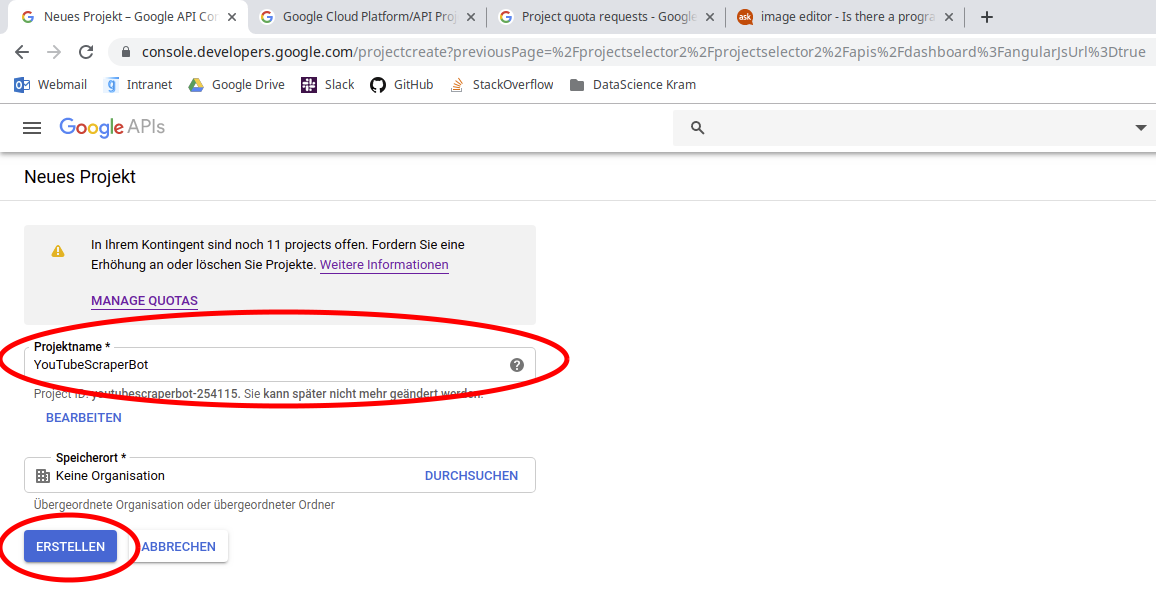 Neues Projekt – Google API Con
Google Cloud Platform/API Proj
Project quota requests - Google
ask
image editor - Is there a progra
console.developers.google.com/projectcreate?previousPage=%2Fprojectselector2%2Fprojectselector2%2Fapis%2Fdashboard%3FangularJsUrl%3Dtrue
Webmail
Intranet
Google Drive
Slack
GitHub
StackOverflow
DataScience Kram
Google APIs
Neues Projekt
In Ihrem Kontingent sind noch 11 projects offen. Fordern Sie eine
Erhöhung an oder löschen Sie Projekte. Weitere Informationen
MANAGE QUOTAS
Projektname *
YouTubeScraperBot
Project ID: youtubescraperbot-254115. Sie kann später nicht mehr geändert werden.
BEARBEITEN
Speicherort *
Keine Organisation
DURCHSUCHEN
Übergeordnete Organisation oder übergeordneter Ordner
ERSTELLEN
ABBRECHEN